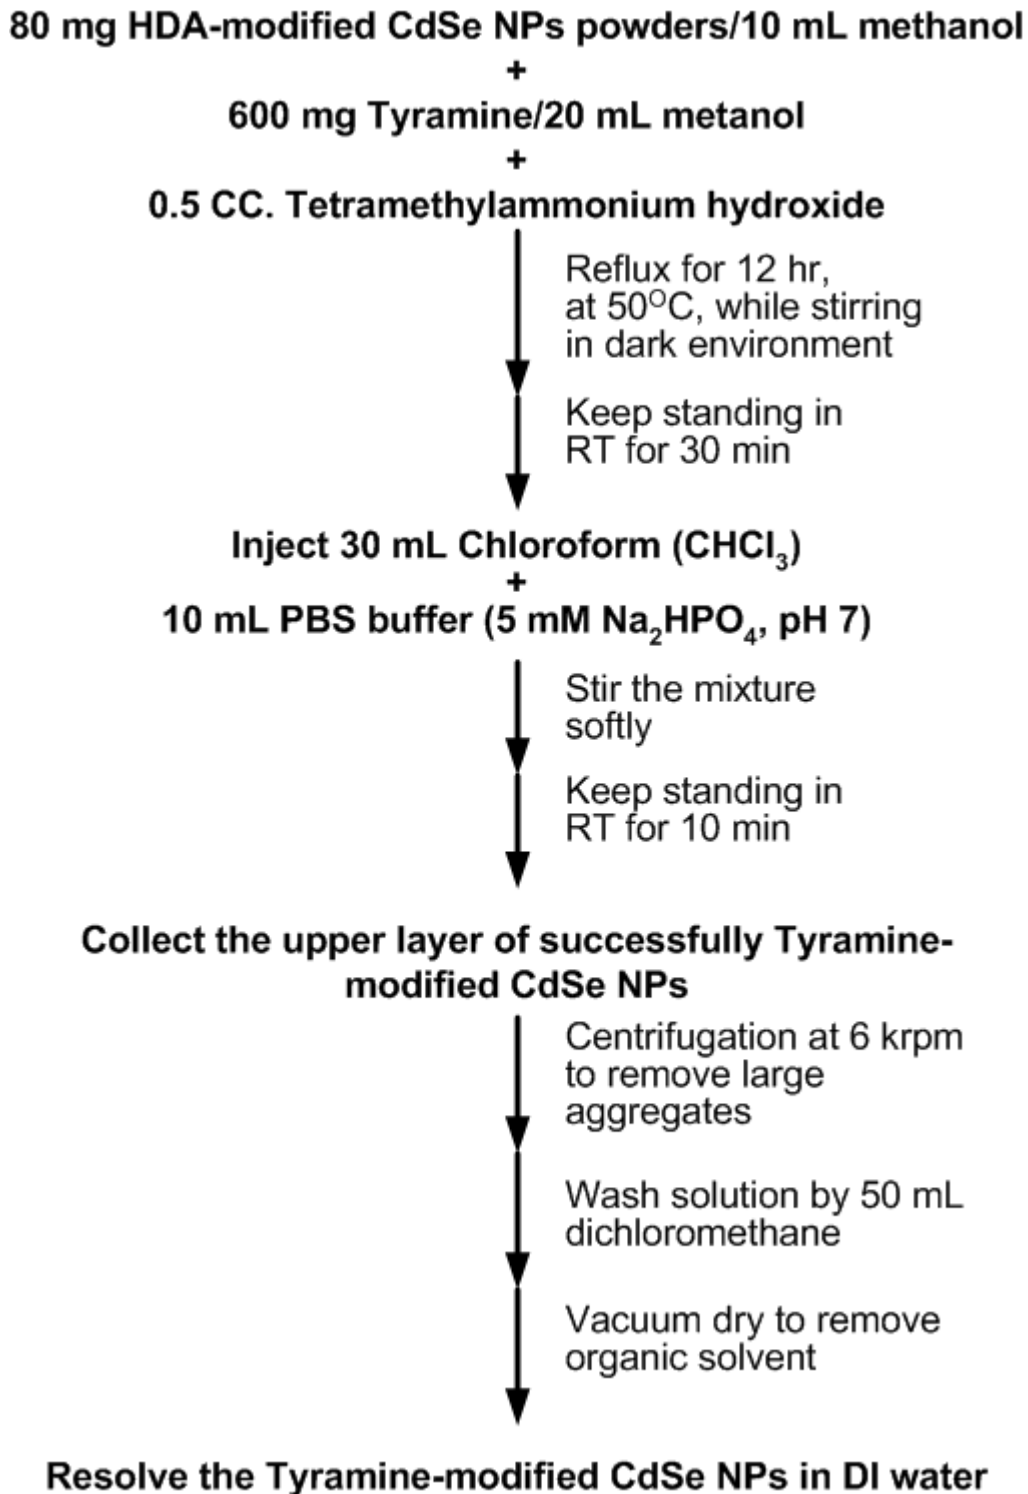 80 mg HDA-modified CdSe NPs powders/10 mL methanol
+
600 mg Tyramine/20 mL metanol
+
0.5 CC. Tetramethylammonium hydroxide
Reflux for 12 hr,
at 50°C, while stirring
in dark environment
Keep standing in
RT for 30 min
Inject 30 mL Chloroform (CHCl₃)
+
10 mL PBS buffer (5 mM Na₂HPO₄, pH 7)
Stir the mixture
softly
Keep standing in
RT for 10 min
Collect the upper layer of successfully Tyramine-
modified CdSe NPs
Centrifugation at 6 krpm
to remove large
aggregates
Wash solution by 50 mL
dichloromethane
Vacuum dry to remove
organic solvent
Resolve the Tyramine-modified CdSe NPs in DI water